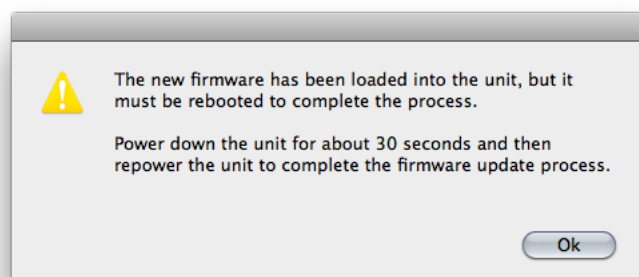 The new firmware has been loaded into the unit, but it
must be rebooted to complete the process.
Power down the unit for about 30 seconds and then
repower the unit to complete the firmware update process.
Ok